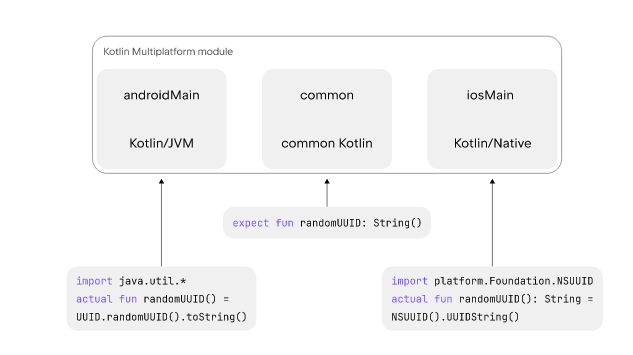 Kotlin Multiplatform module
androidMain
Kotlin/JVM
common
common Kotlin
iosMain
Kotlin/Native
expect fun randomUUID: String()
import java.util.*
actual fun randomUUID() =
UUID.randomUUID().toString()
import platform.Foundation.NSUUID
actual fun randomUUID(): String =
NSUUID().UUIDString()